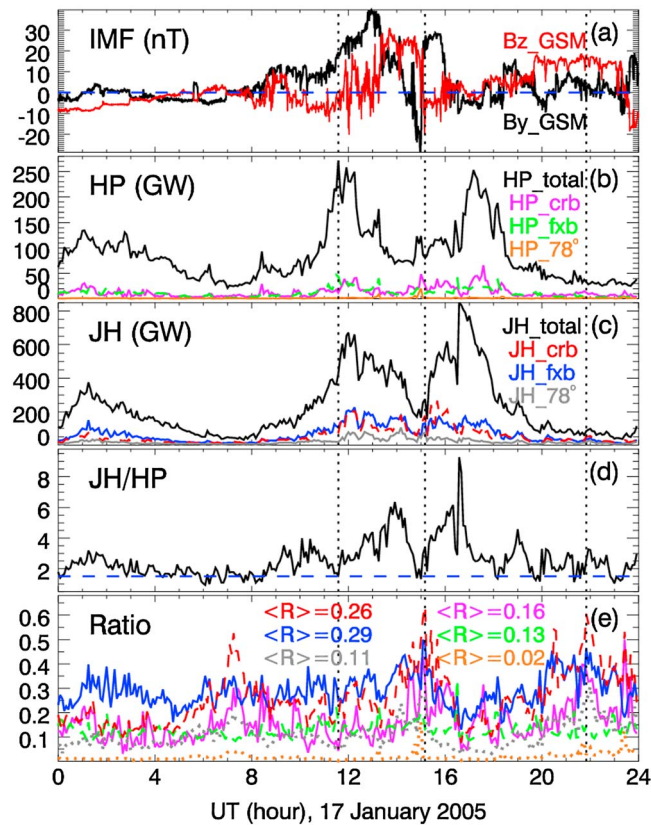 30
20
10
0
-10
-20
IMF (nT)
(a)
Bz_GSM
By_GSM
250
200
150
100
50
0
HP (GW)
(b)
HP_total
HP_crb
HP_fxb
HP_78°
800
600
400
200
0
JH (GW)
(c)
JH_total
JH_crb
JH_fxb
JH_78°
8
6
4
2
JH/HP
(d)
0.6
0.5
0.4
0.3
0.2
0.1
Ratio
(e)
<R>=0.26 <R>=0.16
<R>=0.29 <R>=0.13
<R>=0.11 <R>=0.02
0 4 8 12 16 20 24
UT (hour), 17 January 2005